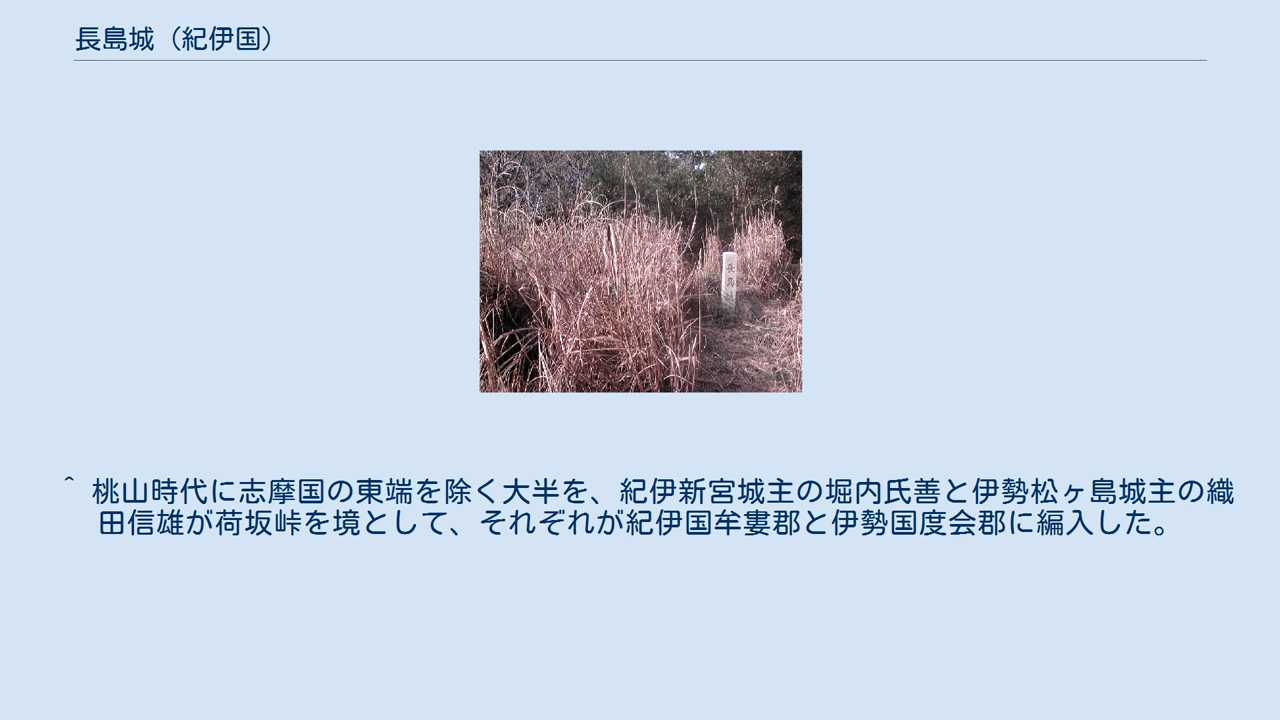 長島城（紀伊国）
長島城
^ 桃山時代に志摩国の東端を除く大半を、紀伊新宮城主の堀内氏善と伊勢松ヶ島城主の織
田信雄が荷坂峠を境として、それぞれが紀伊国牟婁郡と伊勢国度会郡に編入した。